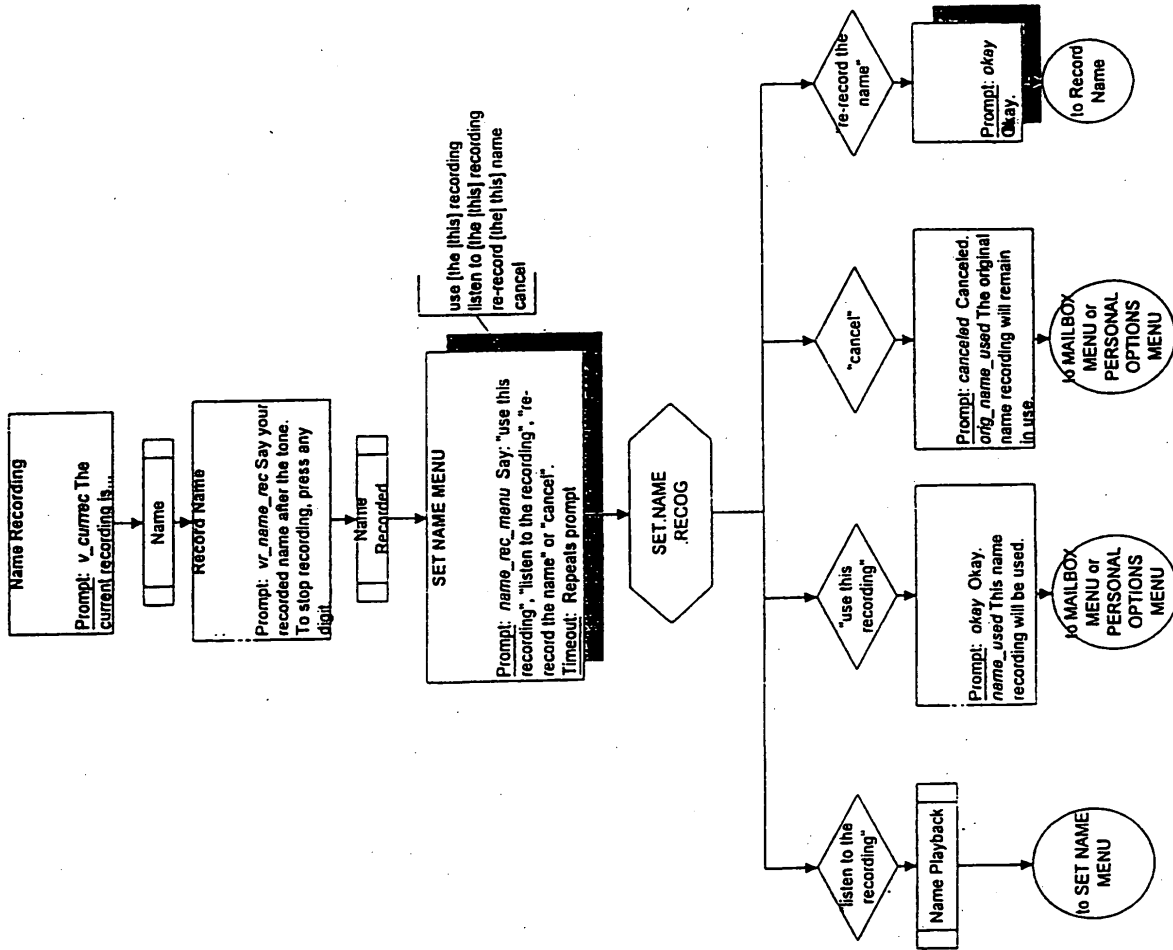 Name Recording
Prompt: v_currrec The
current recording is...
Name
Record Name
Prompt: vr_name_rec Say your
recorded name after the tone.
To stop recording, press any
digit
Name
Recorded
SET NAME MENU
Prompt: name_rec_menu Say: "use this
recording", "listen to the recording", "re-
record the name" or "cancel".
Timeout: Repeats prompt
use [the |this] recording
listen to [the |this] recording
re-record [the| this] name
cancel
SET.NAME
.RECOG
"listen to the
recording"
Name Playback
to SET NAME
MENU
"use this
recording"
Prompt: okay Okay.
name_used This name
recording will be used.
to MAILBOX
MENU or
PERSONAL
OPTIONS
MENU
"cancel"
Prompt: canceled Canceled.
orig_name_used The original
name recording will remain
in use.
to MAILBOX
MENU or
PERSONAL
OPTIONS
MENU
"re-record the
name"
Prompt: okay
Okay.
to Record
Name